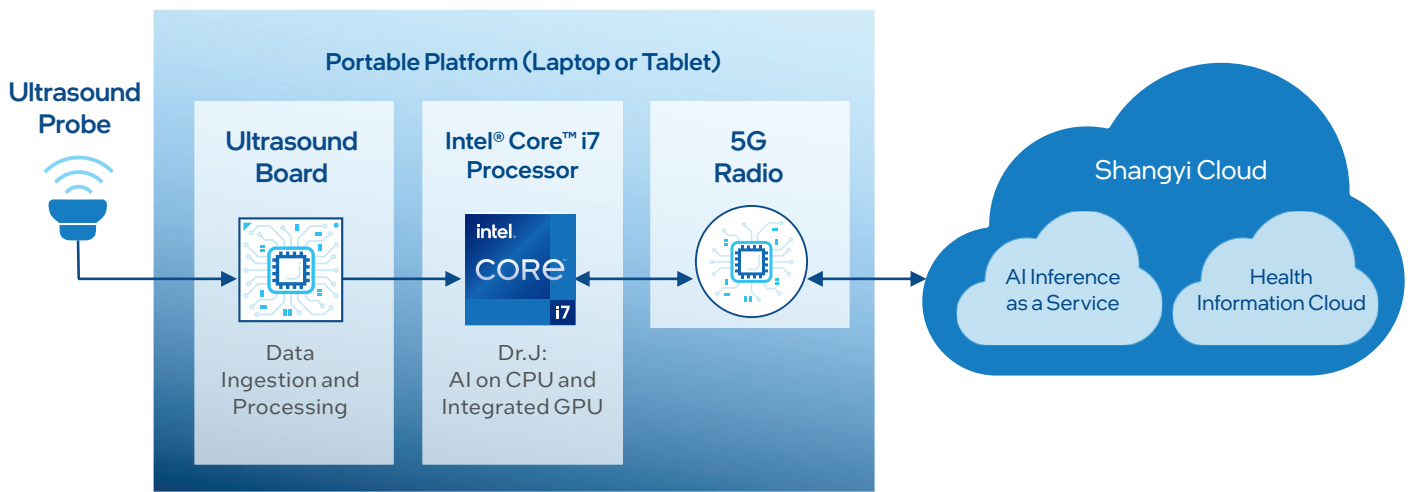 Portable Platform (Laptop or Tablet)
Ultrasound
Probe
Ultrasound
Board
Data
Ingestion and
Processing
Intel® Core™ i7
Processor
intel.
CORE™
i7
Dr.J:
AI on CPU and
Integrated GPU
5G
Radio
Shangyi Cloud
AI Inference
as a Service
Health
Information Cloud